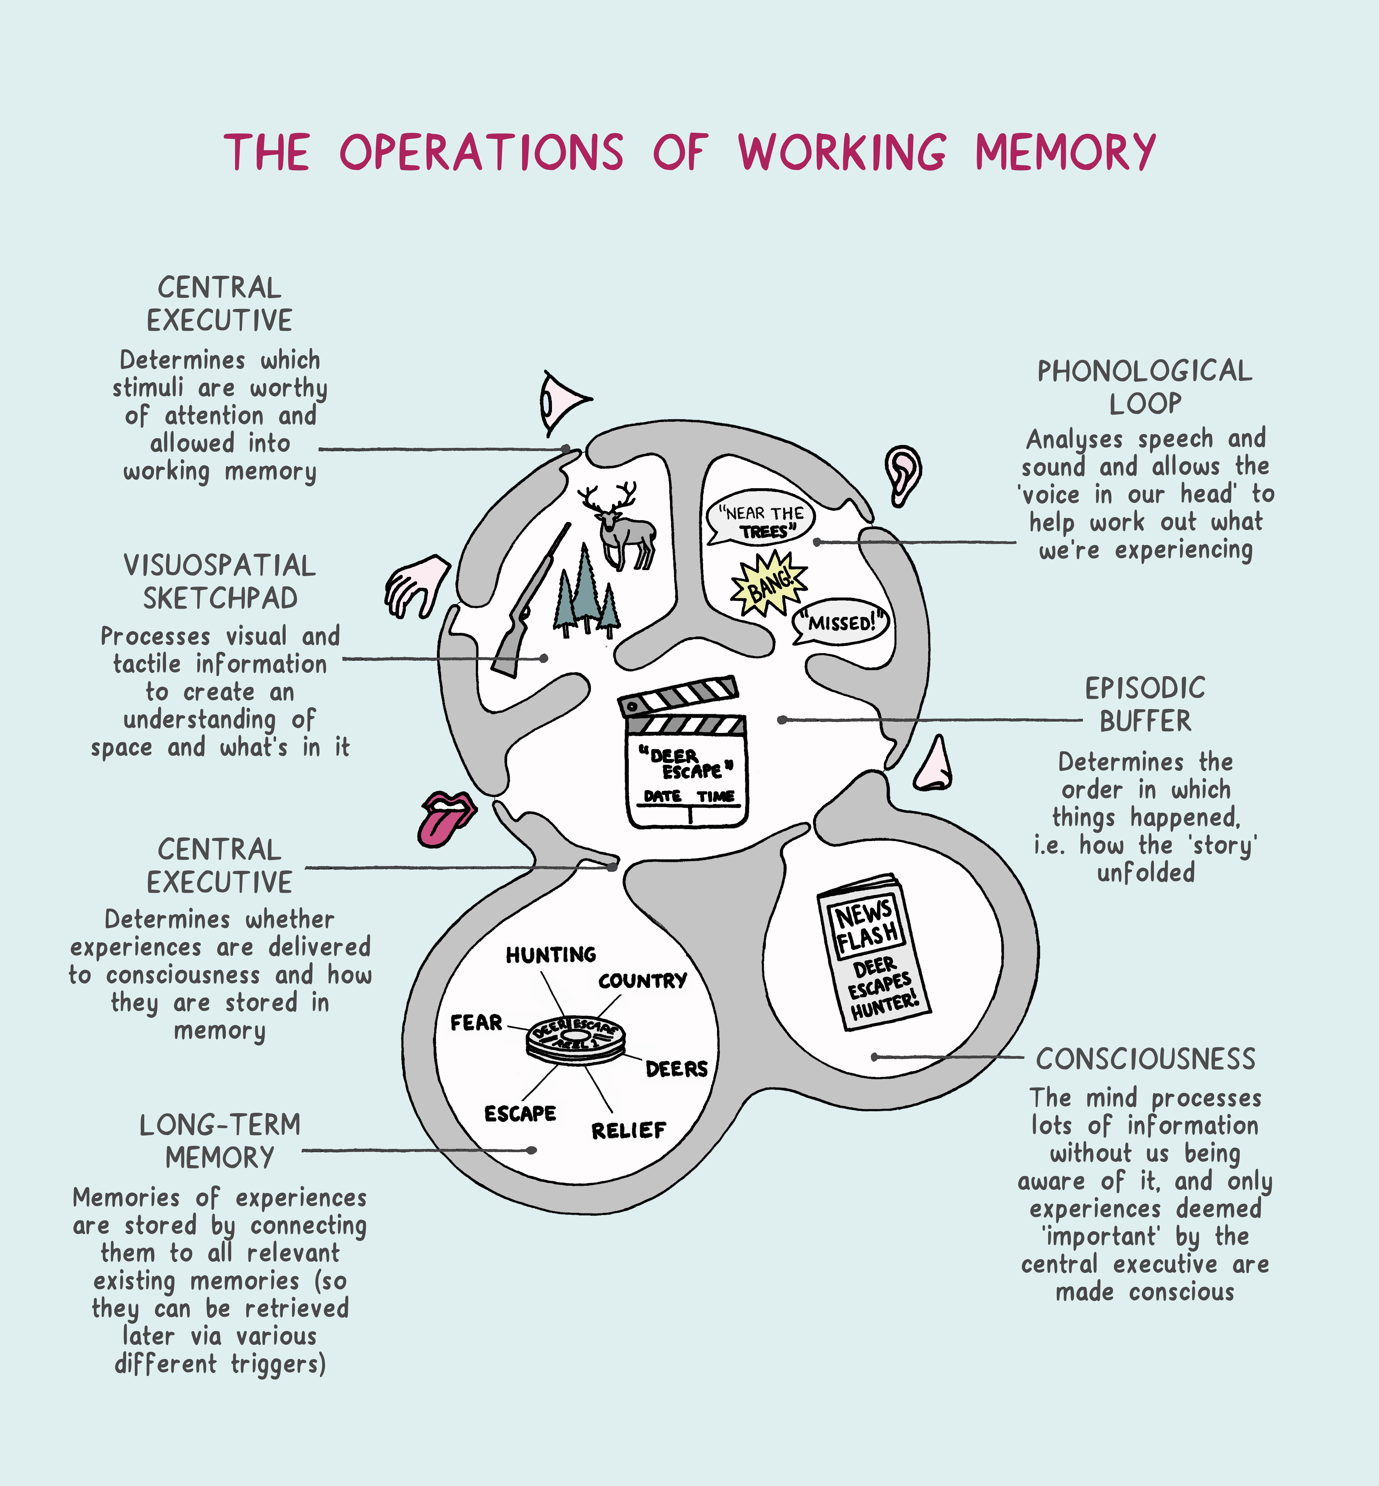 THE OPERATIONS OF WORKING MEMORY
CENTRAL
EXECUTIVE
Determines which
stimuli are worthy
of attention and
allowed into
working memory
VISUOSPATIAL
SKETCHPAD
Processes visual and
tactile information
to create an
understanding of
space and what's in it
CENTRAL
EXECUTIVE
Determines whether
experiences are delivered
to consciousness and how
they are stored in
memory
LONG-TERM
MEMORY
Memories of experiences
are stored by connecting
them to all relevant
existing memories (so
they can be retrieved
later via various
different triggers)
"NEAR THE
TREES"
BANG!
"MISSED!"
"DEER
ESCAPE"
DATE TIME
HUNTING
COUNTRY
FEAR
DEER ESCAPE
REEL 1
DEERS
ESCAPE
RELIEF
NEWS
FLASH
DEER
ESCAPES
HUNTER!
PHONOLOGICAL
LOOP
Analyses speech and
sound and allows the
'voice in our head' to
help work out what
we're experiencing
EPISODIC
BUFFER
Determines the
order in which
things happened,
i.e. how the 'story'
unfolded
CONSCIOUSNESS
The mind processes
lots of information
without us being
aware of it, and only
experiences deemed
'important' by the
central executive are
made conscious